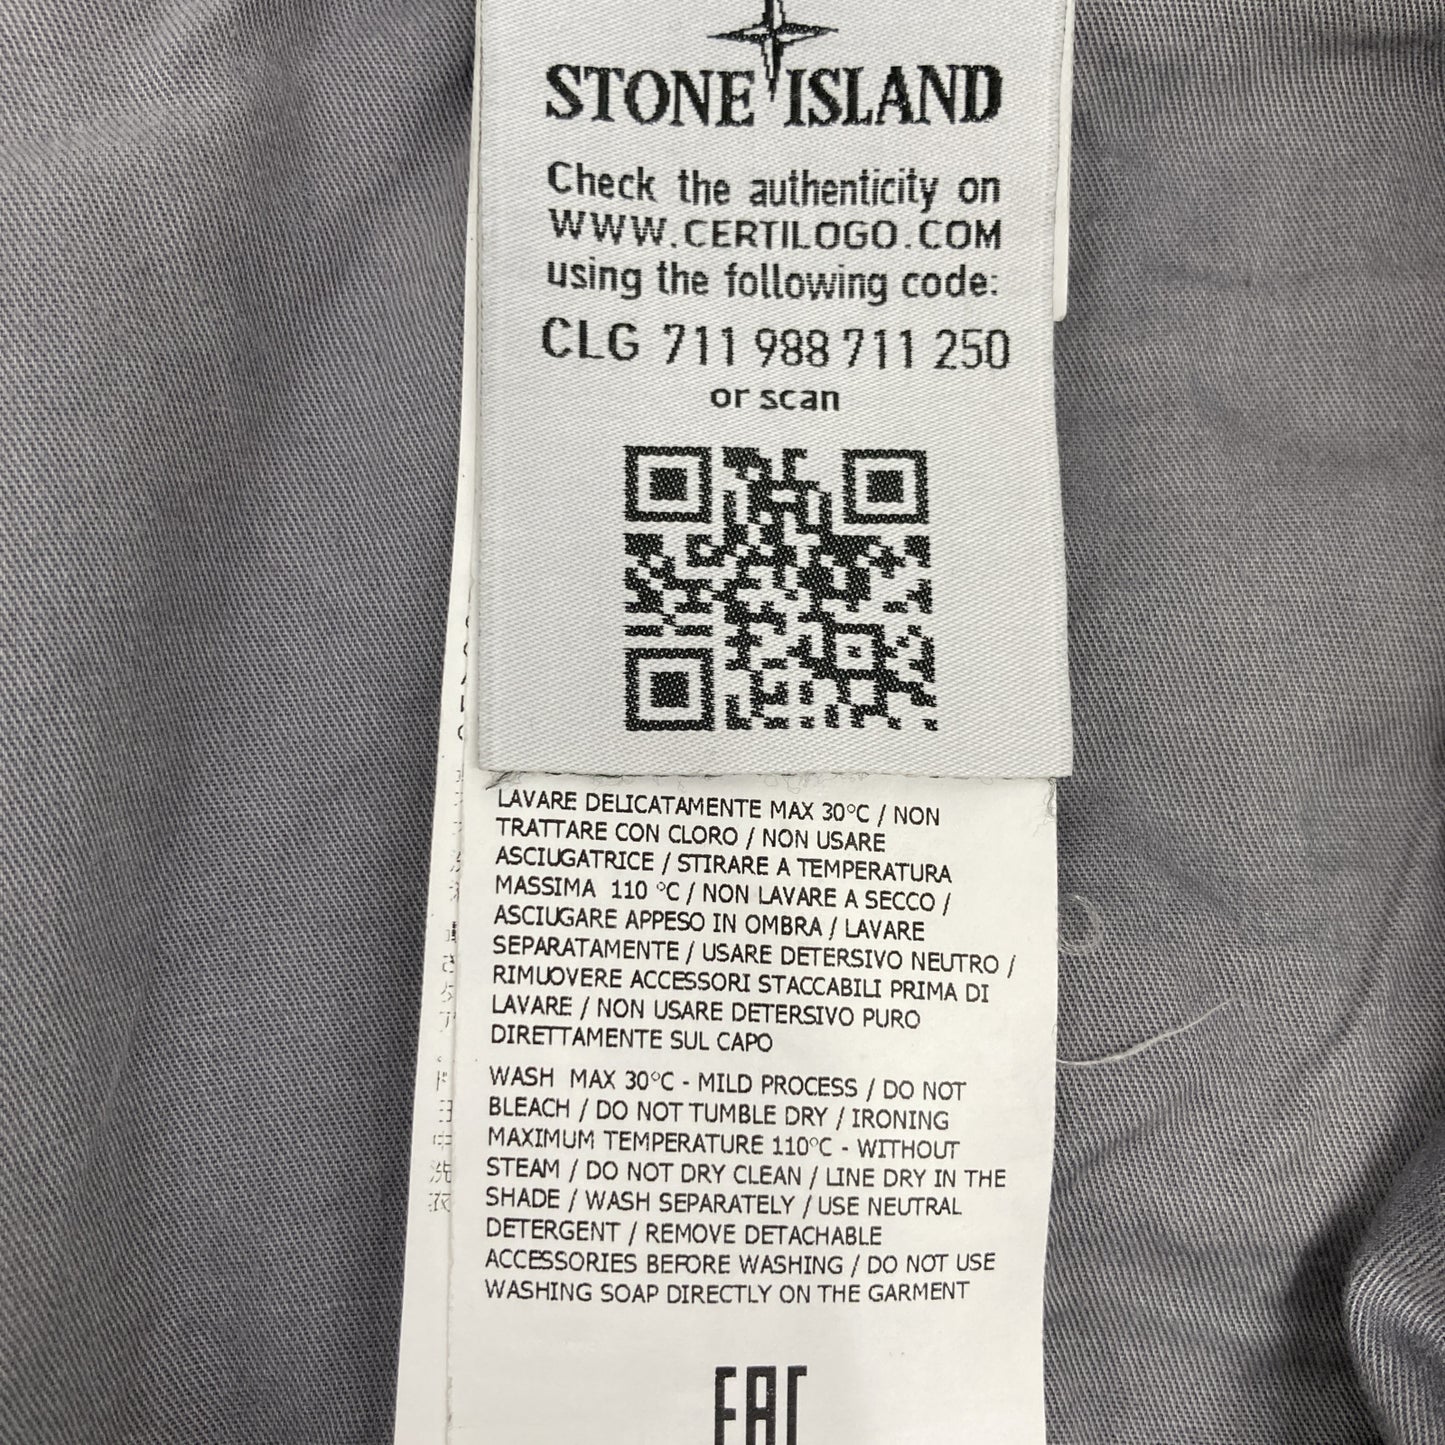 STONE ISLAND
Check the authenticity on
WWW.CERTILOGO.COM
using the following code:
CLG 711 988 711 250
or scan
LAVARE DELICATAMENTE MAX 30°C / NON
TRATTARE CON CLORO / NON USARE
ASCIUGATRICE / STIRARE A TEMPERATURA
MASSIMA 110 °C / NON LAVARE A SECCO /
ASCIUGARE APPESO IN OMBRA / LAVARE
SEPARATAMENTE / USARE DETERSIVO NEUTRO /
RIMUOVERE ACCESSORI STACCABILI PRIMA DI
LAVARE / NON USARE DETERSIVO PURO
DIRETTAMENTE SUL CAPO
WASH MAX 30°C - MILD PROCESS / DO NOT
BLEACH / DO NOT TUMBLE DRY / IRONING
MAXIMUM TEMPERATURE 110°C - WITHOUT
STEAM / DO NOT DRY CLEAN / LINE DRY IN THE
SHADE / WASH SEPARATELY / USE NEUTRAL
DETERGENT / REMOVE DETACHABLE
ACCESSORIES BEFORE WASHING / DO NOT USE
WASHING SOAP DIRECTLY ON THE GARMENT
EAC